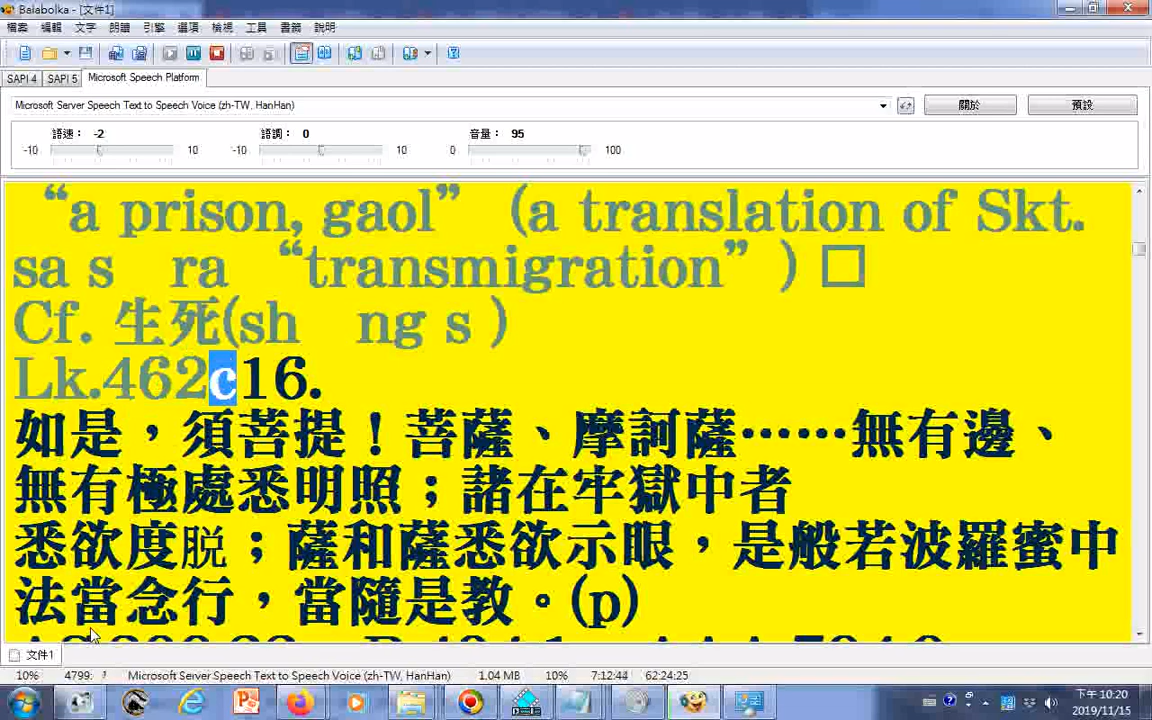 Balabolka - [文件1]
檔案 編輯 文字 朗讀 引擎 選項 檢視 工具 書籤 說明
SAPI 4 SAPI 5 Microsoft Speech Platform
Microsoft Server Speech Text to Speech Voice (zh-TW, HanHan) 關於 預設
語速： -2 語調： 0 音量： 95
-10 10 -10 10 0 100
“a prison, gaol” (a translation of Skt.
sa s ra “transmigration” ) □
Cf. 生死(sh ng s )
Lk.462c16.
如是，須菩提！菩薩、摩訶薩……無有邊、
無有極處悉明照；諸在牢獄中者
悉欲度脱；薩和薩悉欲示眼，是般若波羅蜜中
法當念行，當隨是教。(p)
文件1
10% 4799: Microsoft Server Speech Text to Speech Voice (zh-TW, HanHan) 1.04 MB 10% 7:12:44 62:24:25
下午 10:20
2019/11/15